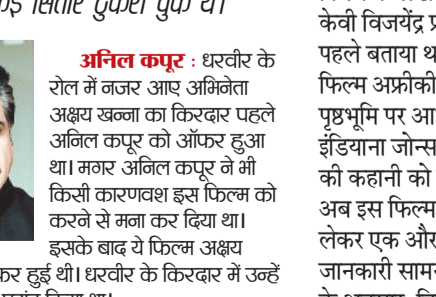 सितारे ठुकरा चुके थे।
अनिल कपूर : धरवीर के
रोल में नजर आए अभिनेता
अक्षय खन्ना का किरदार पहले
अनिल कपूर को ऑफर हुआ
था। मगर अनिल कपूर ने भी
किसी कारणवश इस फिल्म को
करने से मना कर दिया था।
इसके बाद ये फिल्म अक्षय
हुई थी। धरवीर के किरदार में उन्हें
केवी विजयेंद्र
पहले बताया
फिल्म अफ्रीकी
पृष्ठभूमि पर
इंडियाना जोन्स
की कहानी को
अब इस फिल्म
लेकर एक और
जानकारी